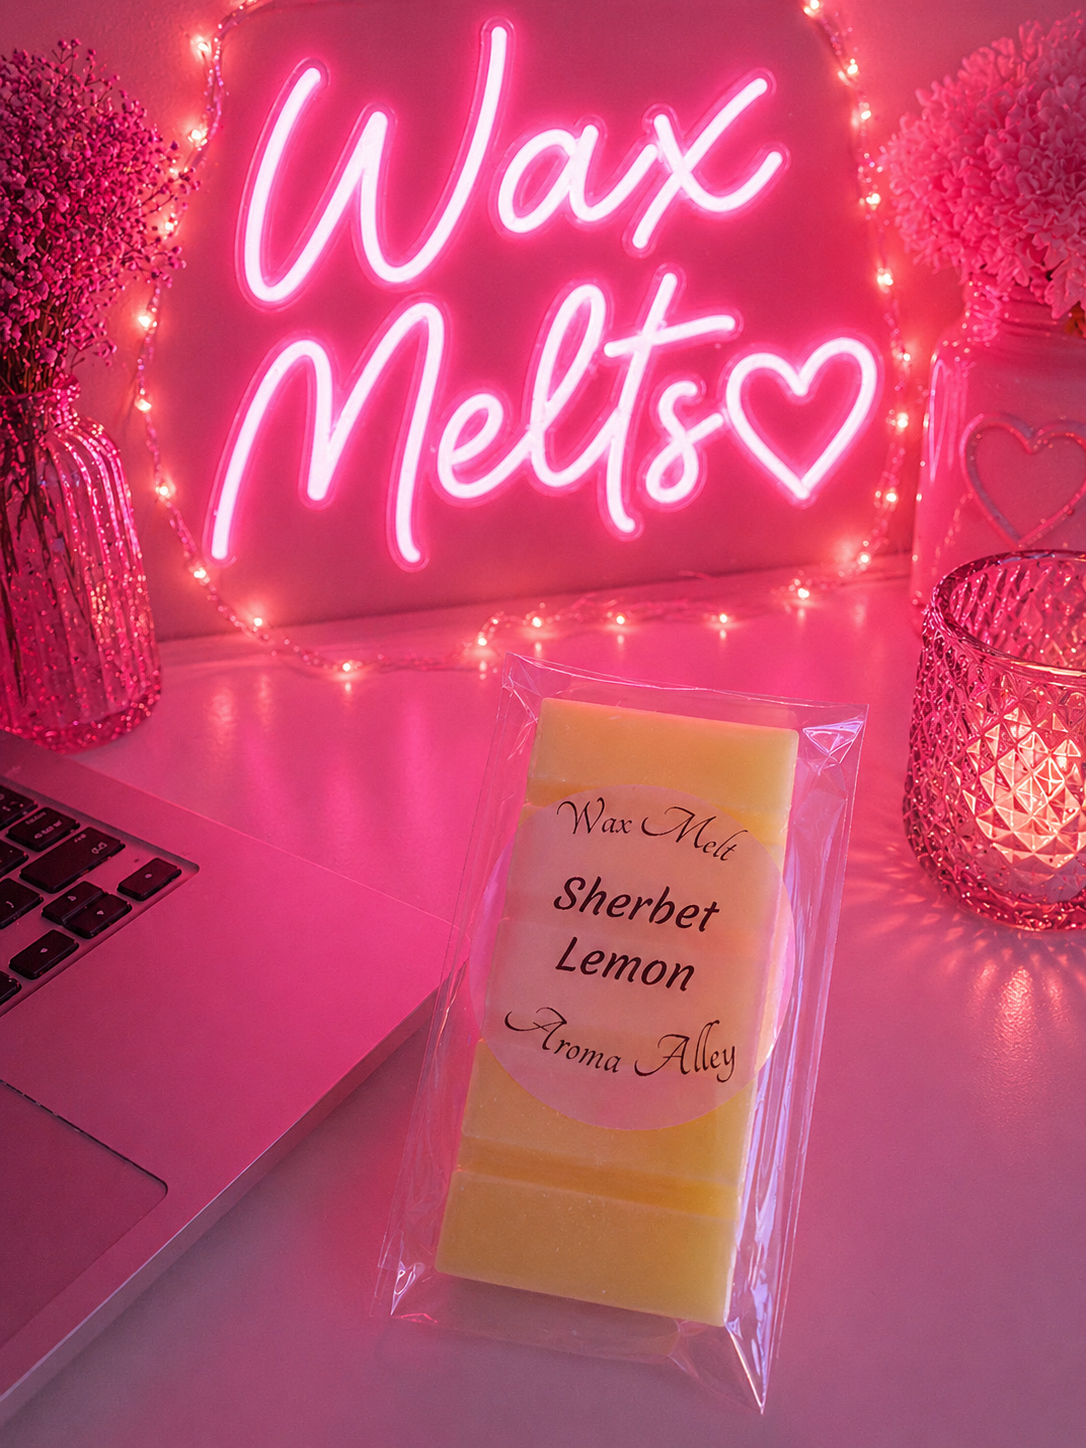 Wax
Melts
Wax Melt
Sherbet
Lemon
Aroma Alley